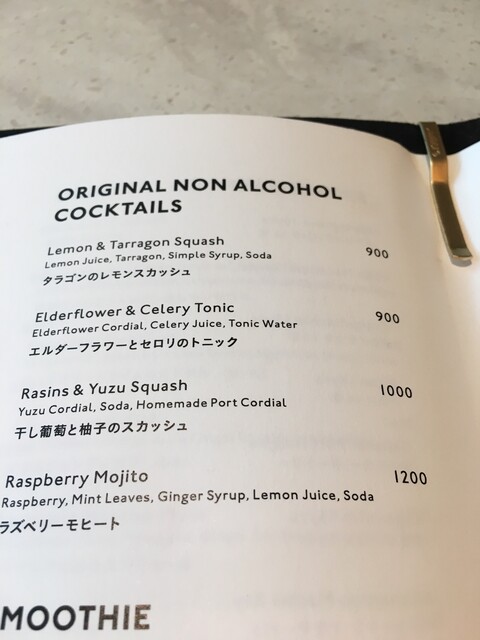 ORIGINAL NON ALCOHOL
COCKTAILS
Lemon & Tarragon Squash 900
Lemon Juice, Tarragon, Simple Syrup, Soda
タラゴンのレモンスカッシュ
Elderflower & Celery Tonic 900
Elderflower Cordial, Celery Juice, Tonic Water
エルダーフラワーとセロリのトニック
Rasins & Yuzu Squash 1000
Yuzu Cordial, Soda, Homemade Port Cordial
干し葡萄と柚子のスカッシュ
Raspberry Mojito 1200
Raspberry, Mint Leaves, Ginger Syrup, Lemon Juice, Soda
ラズベリーモヒート
MOOTHIE